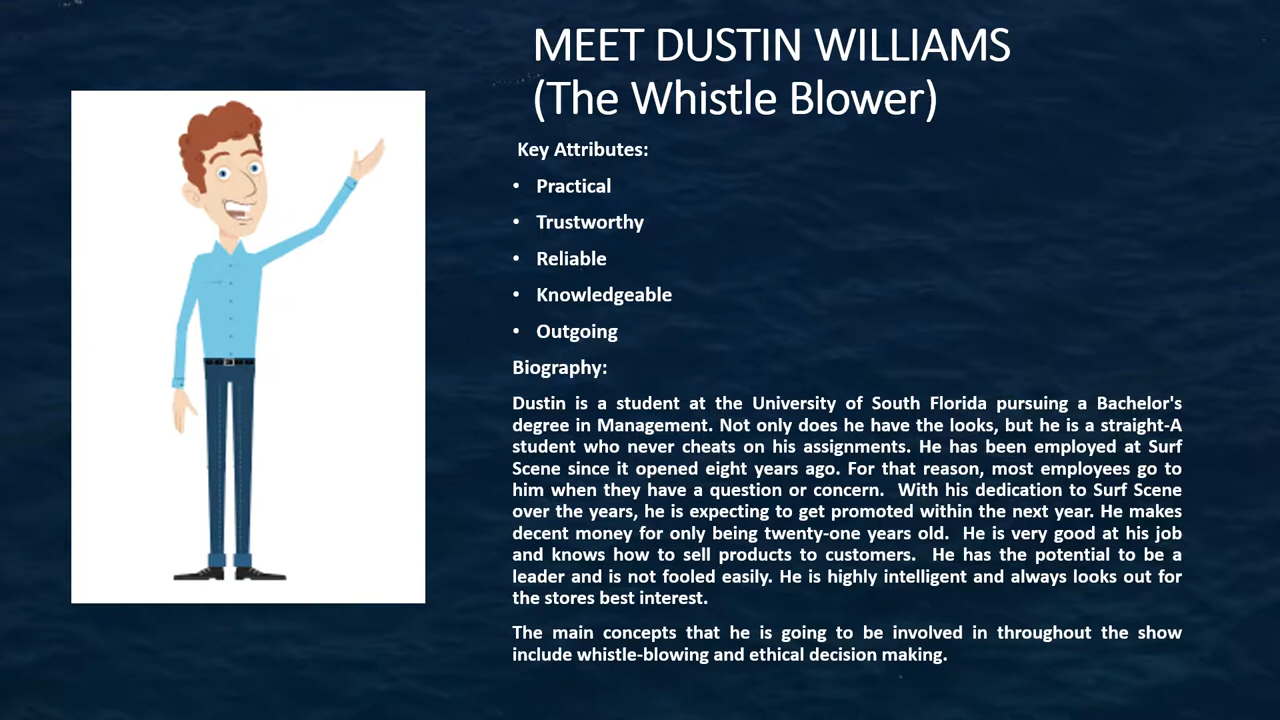 MEET DUSTIN WILLIAMS
(The Whistle Blower)
Key Attributes:
• Practical
• Trustworthy
• Reliable
• Knowledgeable
• Outgoing
Biography:
Dustin is a student at the University of South Florida pursuing a Bachelor's
degree in Management. Not only does he have the looks, but he is a straight-A
student who never cheats on his assignments. He has been employed at Surf
Scene since it opened eight years ago. For that reason, most employees go to
him when they have a question or concern.  With his dedication to Surf Scene
over the years, he is expecting to get promoted within the next year. He makes
decent money for only being twenty-one years old.  He is very good at his job
and knows how to sell products to customers.  He has the potential to be a
leader and is not fooled easily. He is highly intelligent and always looks out for
the stores best interest.
The main concepts that he is going to be involved in throughout the show
include whistle-blowing and ethical decision making.